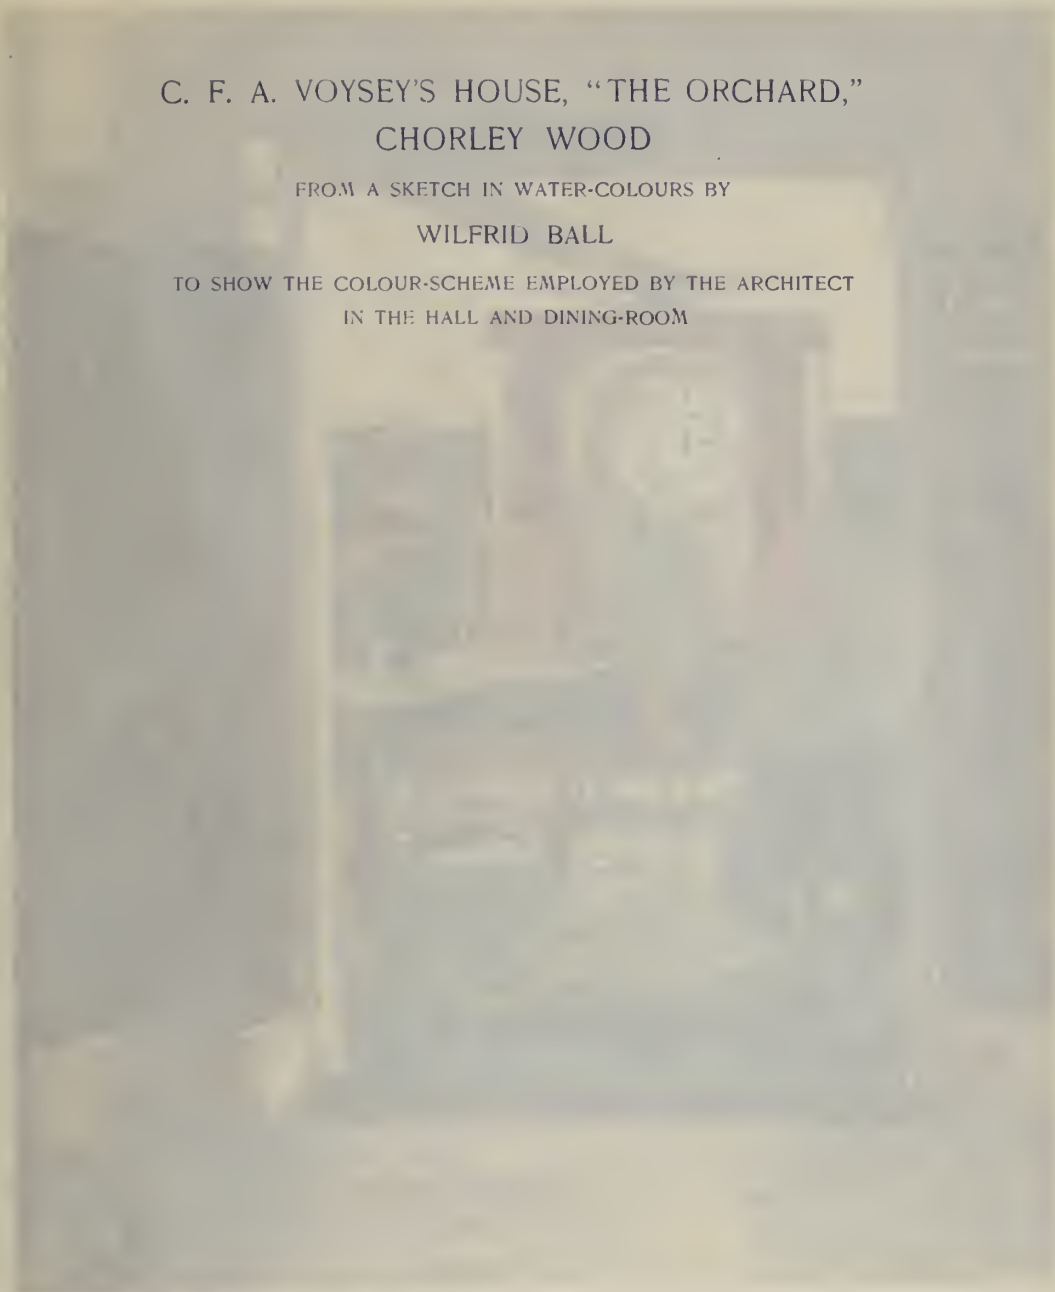 C. F. A. VOYSEY'S HOUSE, "THE ORCHARD,"
CHORLEY WOOD
FROM A SKETCH IN WATER-COLOURS BY
WILFRID BALL
TO SHOW THE COLOUR-SCHEME EMPLOYED BY THE ARCHITECT
IN THE HALL AND DINING-ROOM